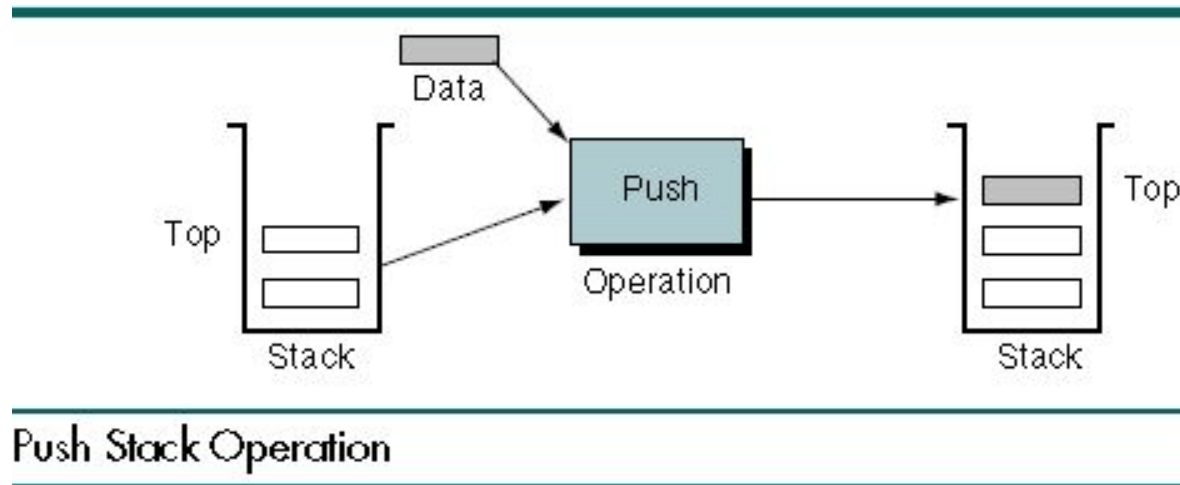 Data
Push
Top
Top
Operation
Stack
Stack
Push Stack Operation